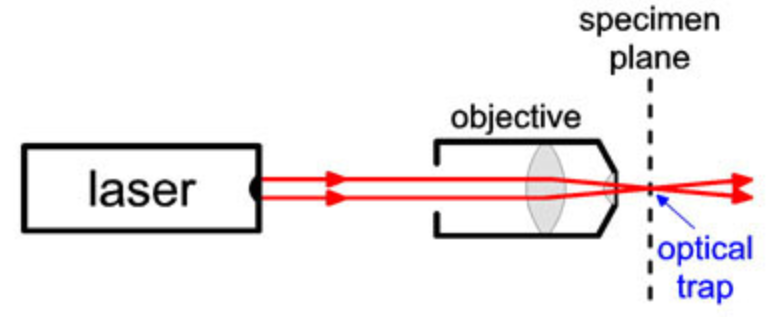 specimen
plane
objective
laser
optical
trap